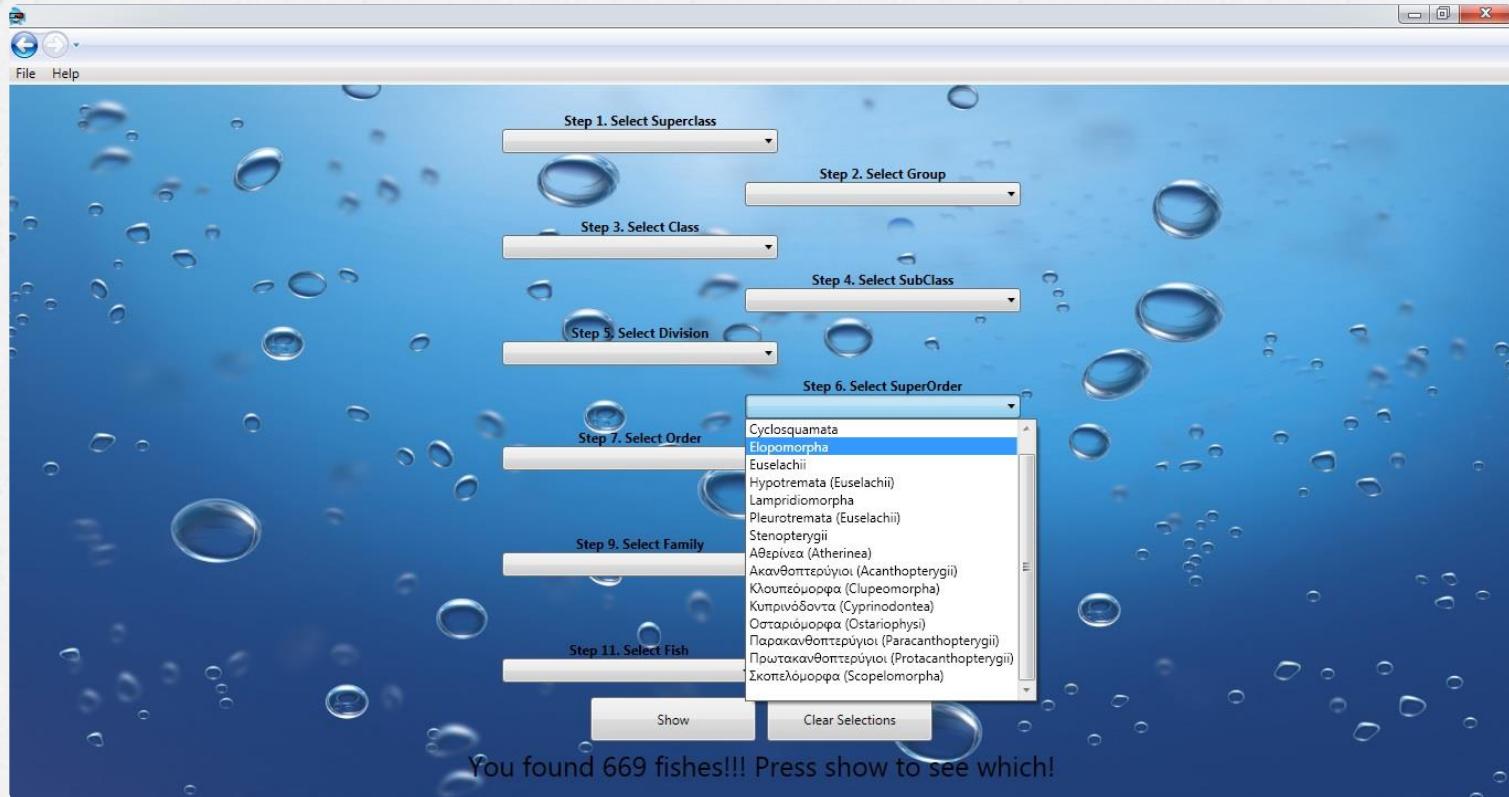 File Help
Step 1. Select Superclass
Step 2. Select Group
Step 3. Select Class
Step 4. Select SubClass
Step 5. Select Division
Step 6. Select SuperOrder
Cyclosquamata
Elopomorpha
Euselachii
Hypotremata (Euselachii)
Lampridiomorpha
Pleurotremata (Euselachii)
Stenopterygii
Αθερίνεα (Atherinea)
Ακανθοπτερύγιοι (Acanthopterygii)
Κλουπεόμορφα (Clupeomorpha)
Κυπρινόδοντα (Cyprinodontea)
Οσταριόμορφα (Ostariophysi)
Παρακανθοπτερύγιοι (Paracanthopterygii)
Πρωτακανθοπτερύγιοι (Protacanthopterygii)
Σκοπελόμορφα (Scopelomorpha)
Step 7. Select Order
Step 9. Select Family
Step 11. Select Fish
Show Clear Selections
You found 669 fishes!!! Press show to see which!